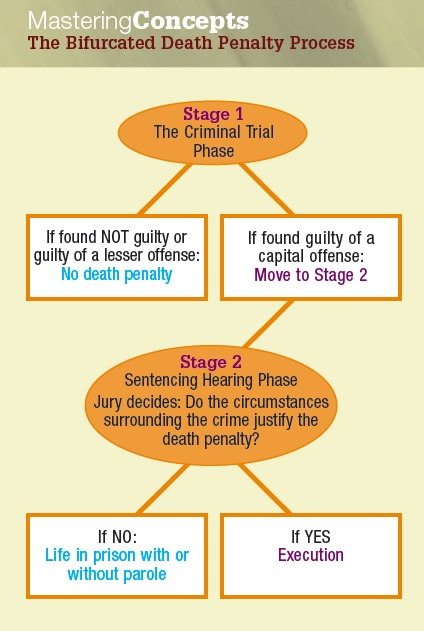 MasteringConcepts
The Bifurcated Death Penalty Process
Stage 1
The Criminal Trial
Phase
If found NOT guilty or
guilty of a lesser offense:
No death penalty
If found guilty of a
capital offense:
Move to Stage 2
Stage 2
Sentencing Hearing Phase
Jury decides: Do the circumstances
surrounding the crime justify the
death penalty?
If NO:
Life in prison with or
without parole
If YES
Execution